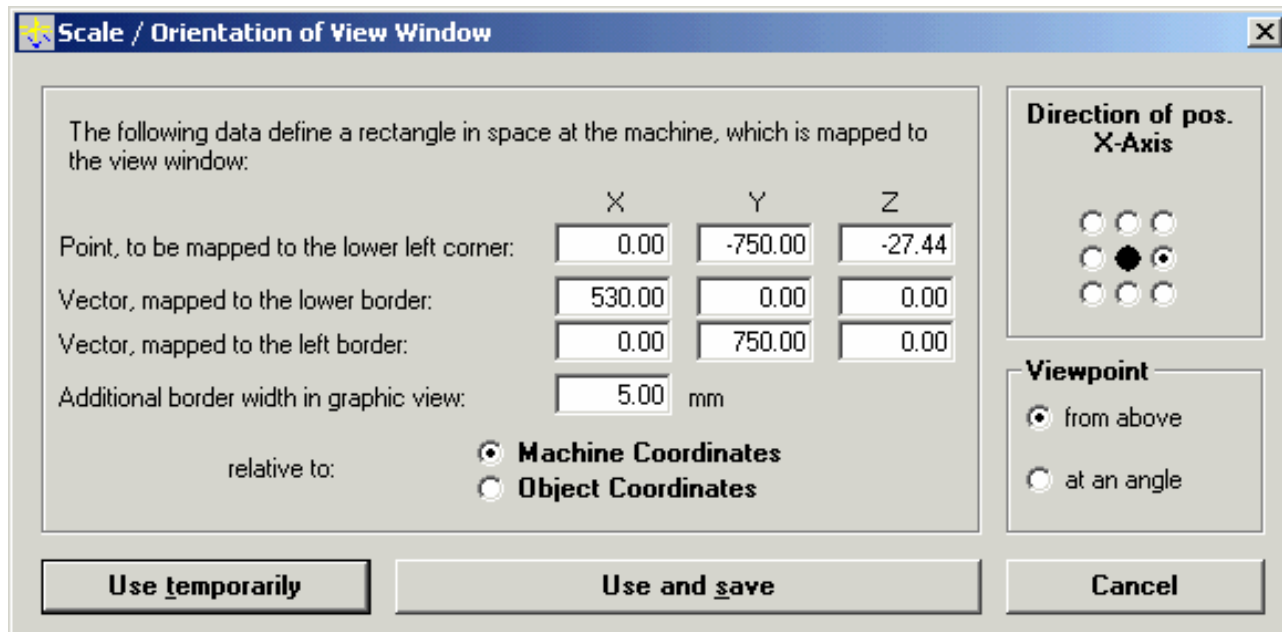 Scale / Orientation of View Window
The following data define a rectangle in space at the machine, which is mapped to
the view window:
X Y Z
Point, to be mapped to the lower left corner: 0.00 -750.00 -27.44
Vector, mapped to the lower border: 530.00 0.00 0.00
Vector, mapped to the left border: 0.00 750.00 0.00
Additional border width in graphic view: 5.00 mm
relative to:
Machine Coordinates
Object Coordinates
Direction of pos.
X-Axis
Viewpoint
from above
at an angle
Use temporarily
Use and save
Cancel